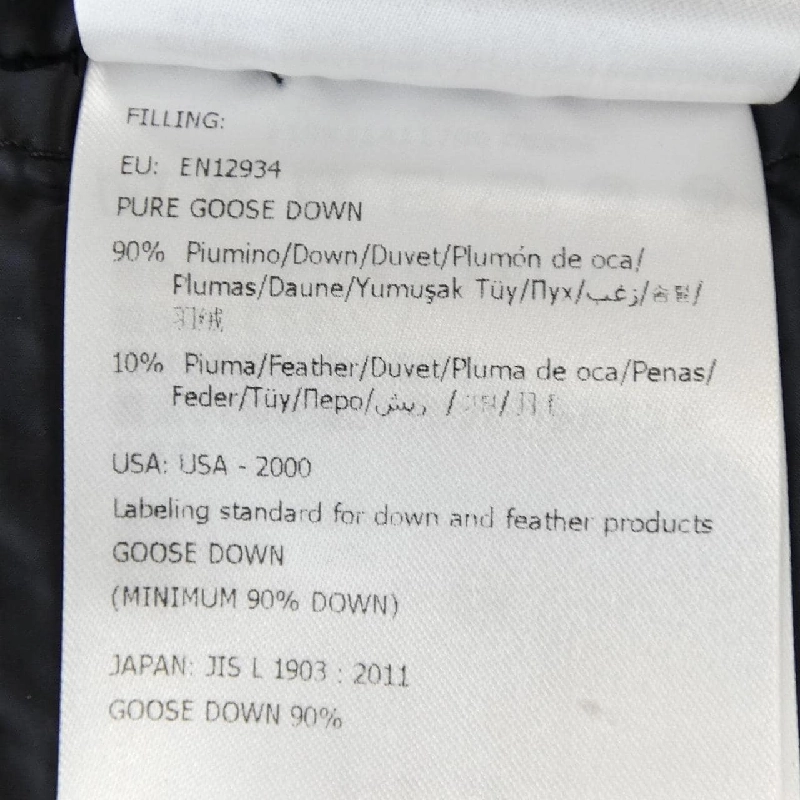 FILLING:
EU: EN12934
PURE GOOSE DOWN
90% Piumino/Down/Duvet/Plumón de oca/
Plumas/Daune/Yumuşak Tüy/Пух/زغب/솜털/
羽绒
10% Piuma/Feather/Duvet/Pluma de oca/Penas/
Feder/Tüy/Перо/ريش /
USA: USA - 2000
Labeling standard for down and feather products
GOOSE DOWN
(MINIMUM 90% DOWN)
JAPAN: JIS L 1903 : 2011
GOOSE DOWN 90%